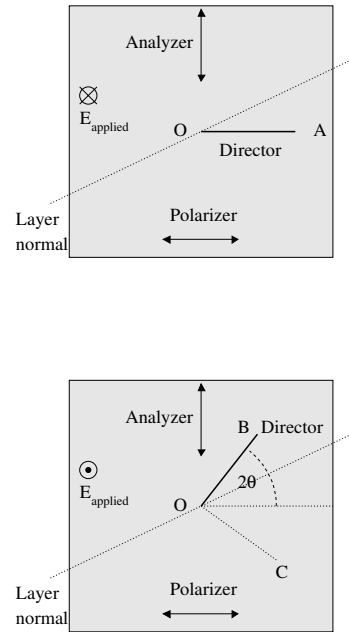 Analyzer
E applied
O
A
Director
Layer
normal
Polarizer
Analyzer
B Director
E applied
2θ
O
C
Layer
normal
Polarizer